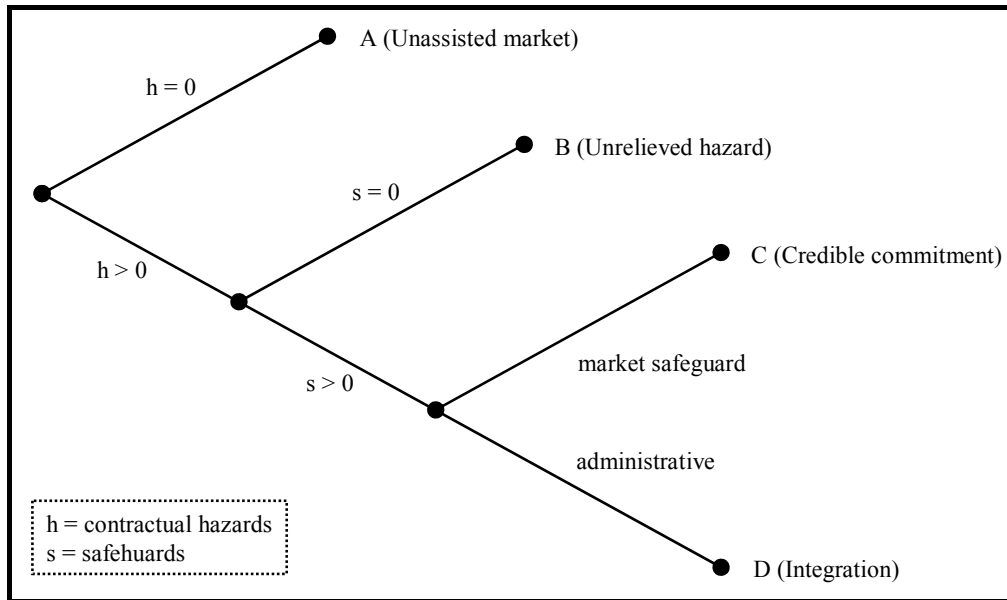 A (Unassisted market)
h = 0
B (Unrelieved hazard)
s = 0
C (Credible commitment)
h > 0
market safeguard
s > 0
administrative
h = contractual hazards
s = safehuards
D (Integration)